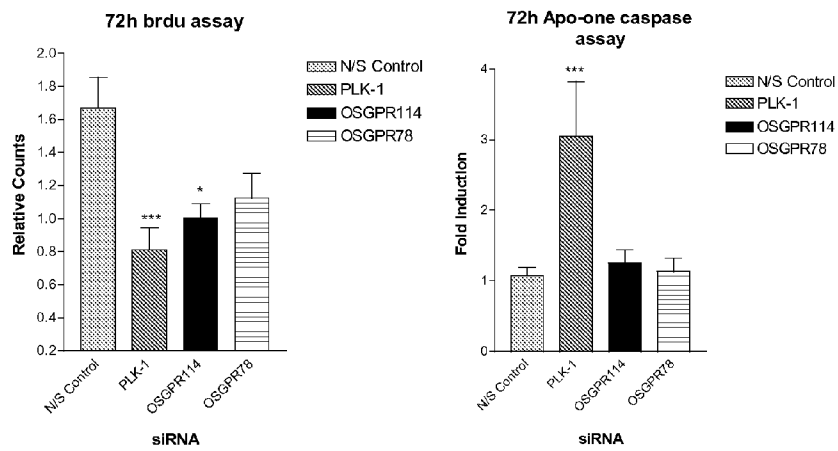 72h brdu assay
Relative Counts
2.0
1.8
1.6
1.4
1.2
1.0
0.8
0.6
0.4
0.2
***
*
N/S Control
PLK-1
OSGPR114
OSGPR78
siRNA
N/S Control
PLK-1
OSGPR114
OSGPR78
72h Apo-one caspase
assay
Fold Induction
4
3
2
1
0
***
N/S Control
PLK-1
OSGPR114
OSGPR78
siRNA
N/S Control
PLK-1
OSGPR114
OSGPR78